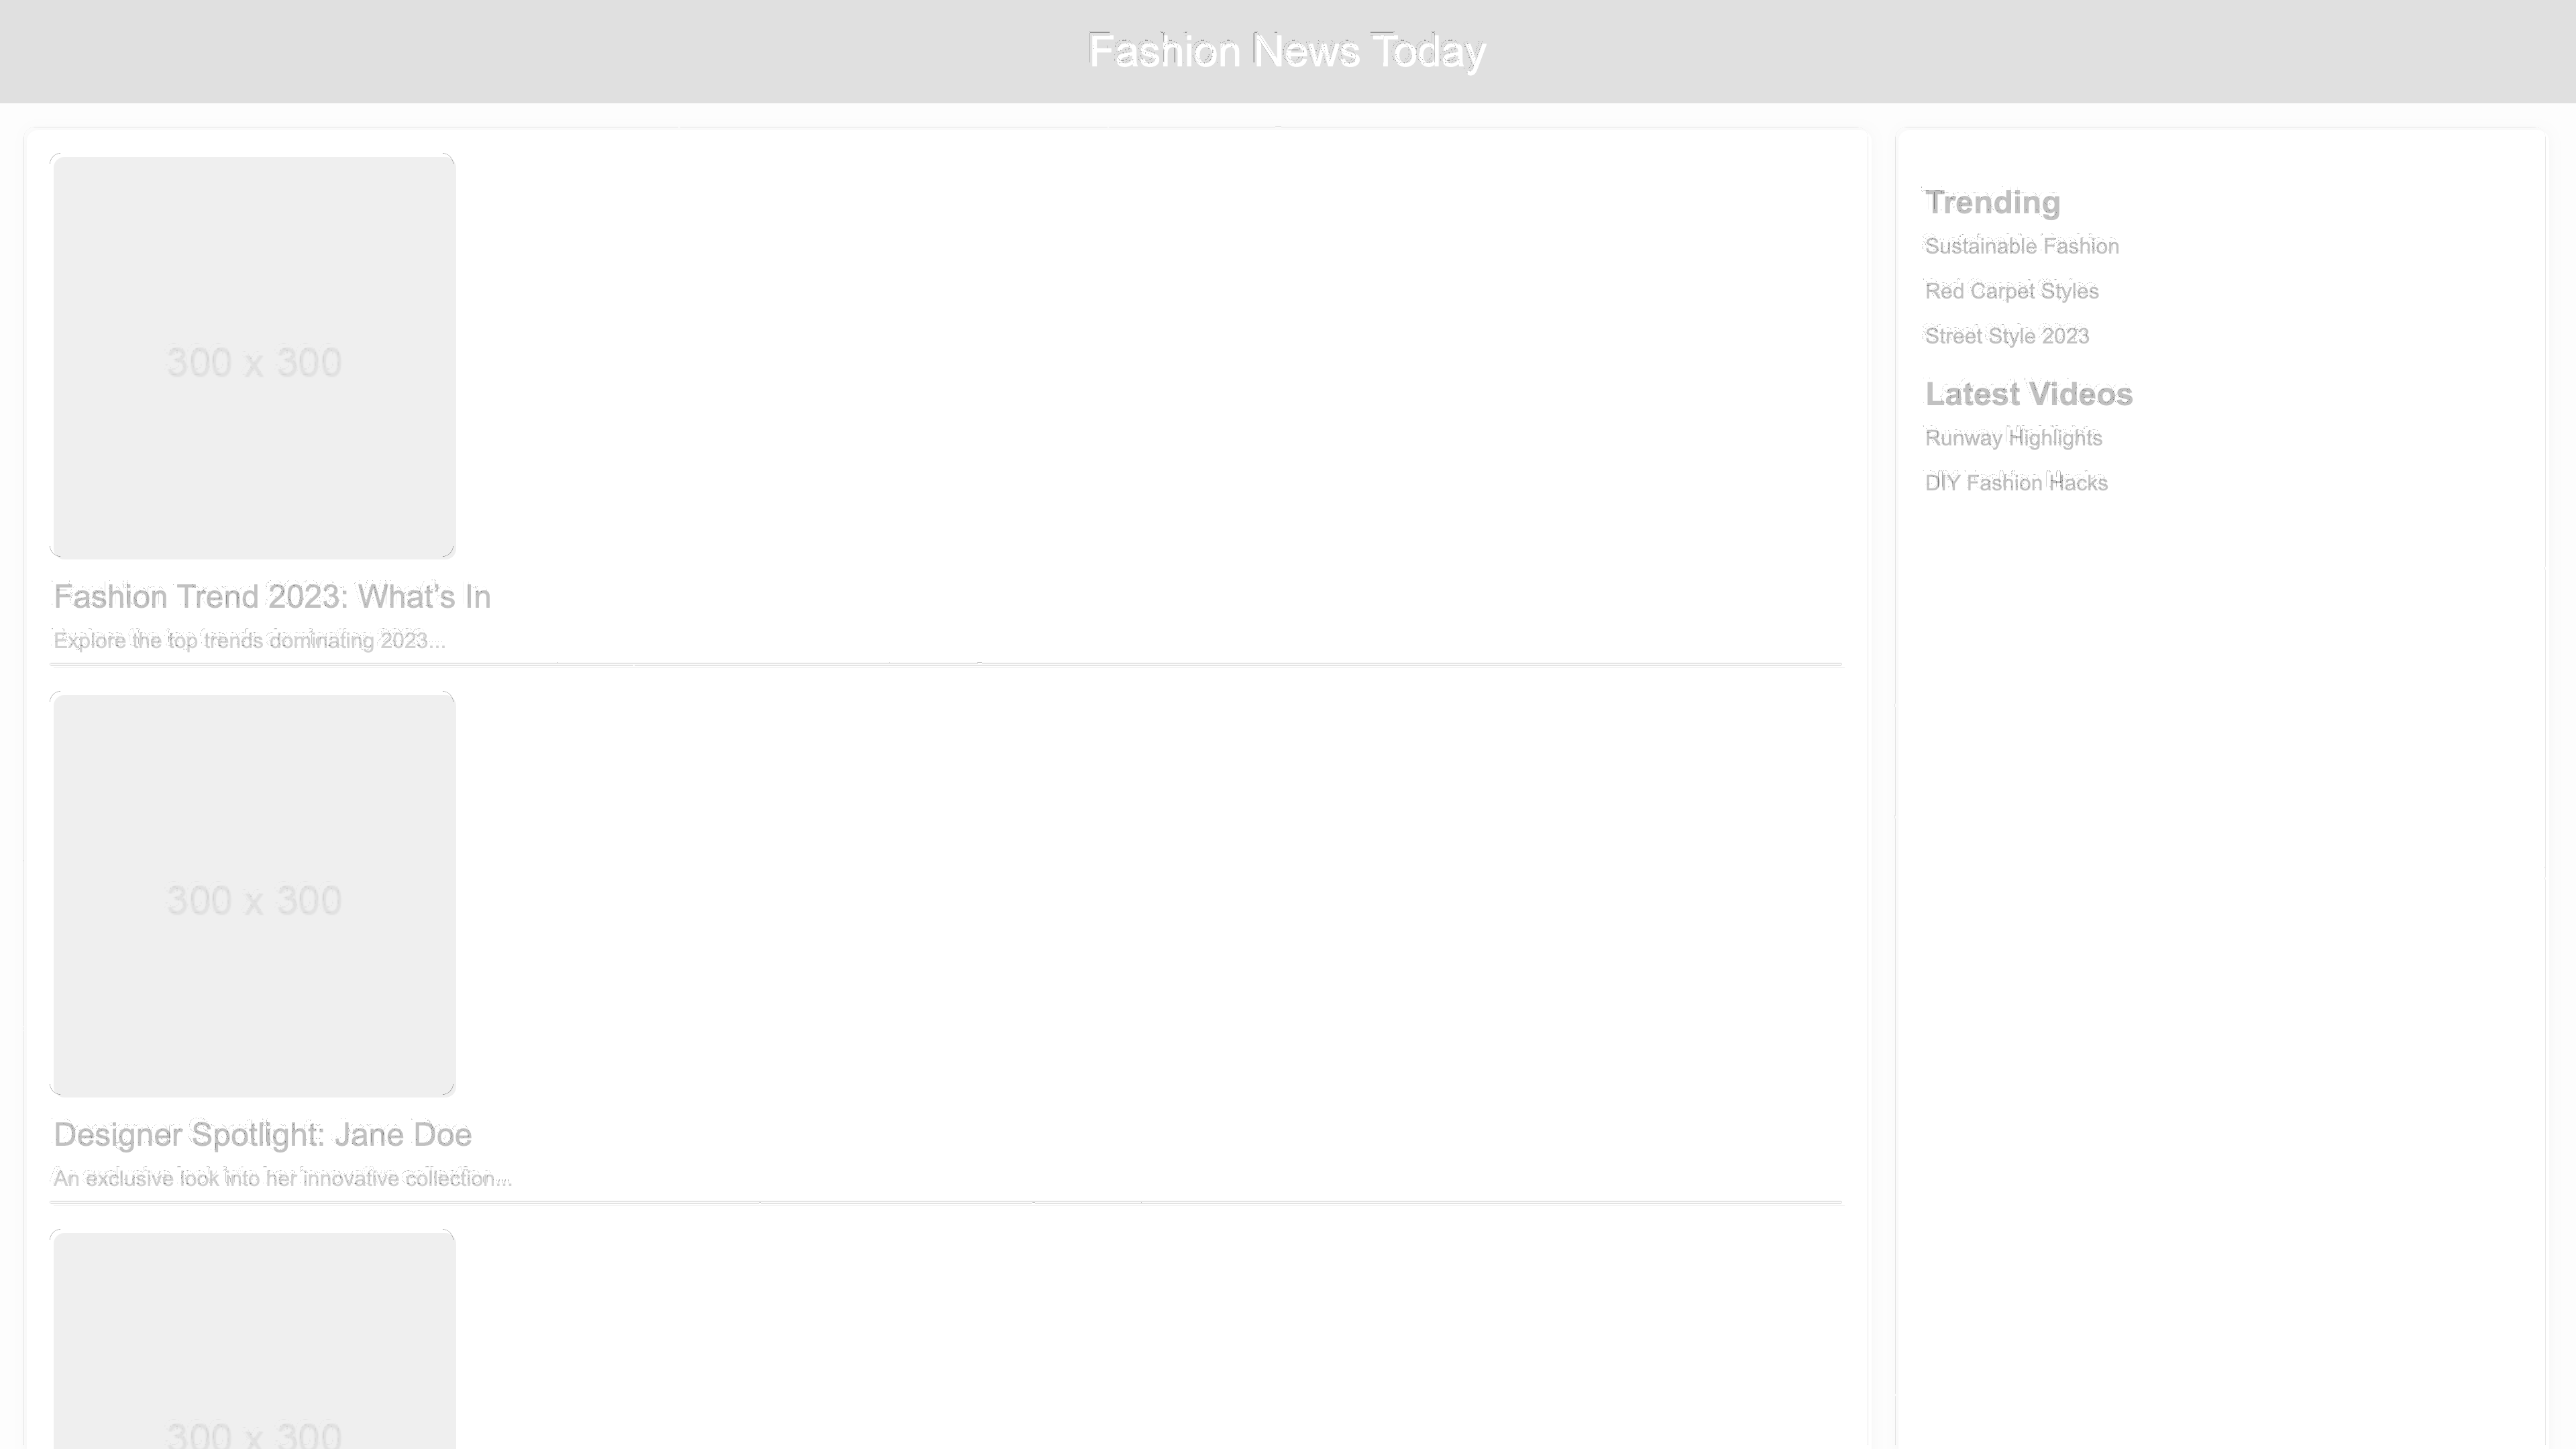 Fashion News Today
300 x 300
Fashion Trend 2023: What's In
Explore the top trends dominating 2023...
300 x 300
Designer Spotlight: Jane Doe
An exclusive look into her innovative collection...
300 x 300
Trending
Sustainable Fashion
Red Carpet Styles
Street Style 2023
Latest Videos
Runway Highlights
DIY Fashion Hacks